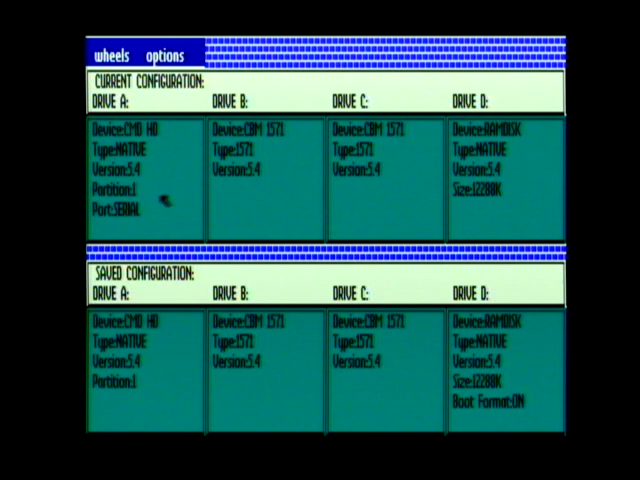 wheels options
CURRENT CONFIGURATION:
DRIVE A: DRIVE B: DRIVE C: DRIVE D:
Device:CMD HD Device:CBM 1571 Device:CBM 1571 Device:RAMDISK
Type:NATIVE Type:1571 Type:1571 Type:NATIVE
Version:5.4 Version:5.4 Version:5.4 Version:5.4
Partition:1 Size:12288K
Port:SERIAL
SAVED CONFIGURATION:
DRIVE A: DRIVE B: DRIVE C: DRIVE D:
Device:CMD HD Device:CBM 1571 Device:CBM 1571 Device:RAMDISK
Type:NATIVE Type:1571 Type:1571 Type:NATIVE
Version:5.4 Version:5.4 Version:5.4 Version:5.4
Partition:1 Size:12288K
Boot Format:ON